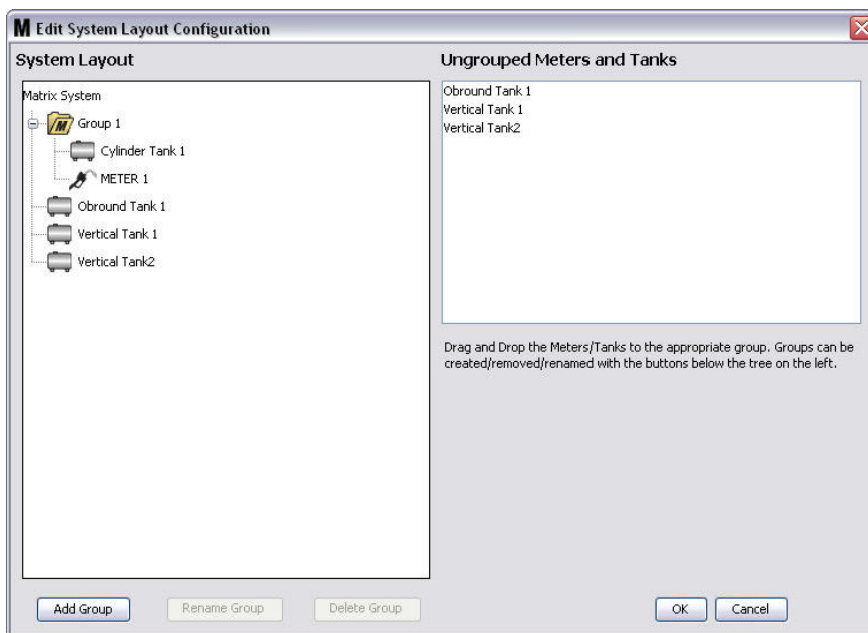 M Edit System Layout Configuration
System Layout
Matrix System
M Group 1
Cylinder Tank 1
METER 1
Obround Tank 1
Vertical Tank 1
Vertical Tank2
Ungrouped Meters and Tanks
Obround Tank 1
Vertical Tank 1
Vertical Tank2
Drag and Drop the Meters/Tanks to the appropriate group. Groups can be
created/removed/renamed with the buttons below the tree on the left.
Add Group Rename Group Delete Group OK Cancel